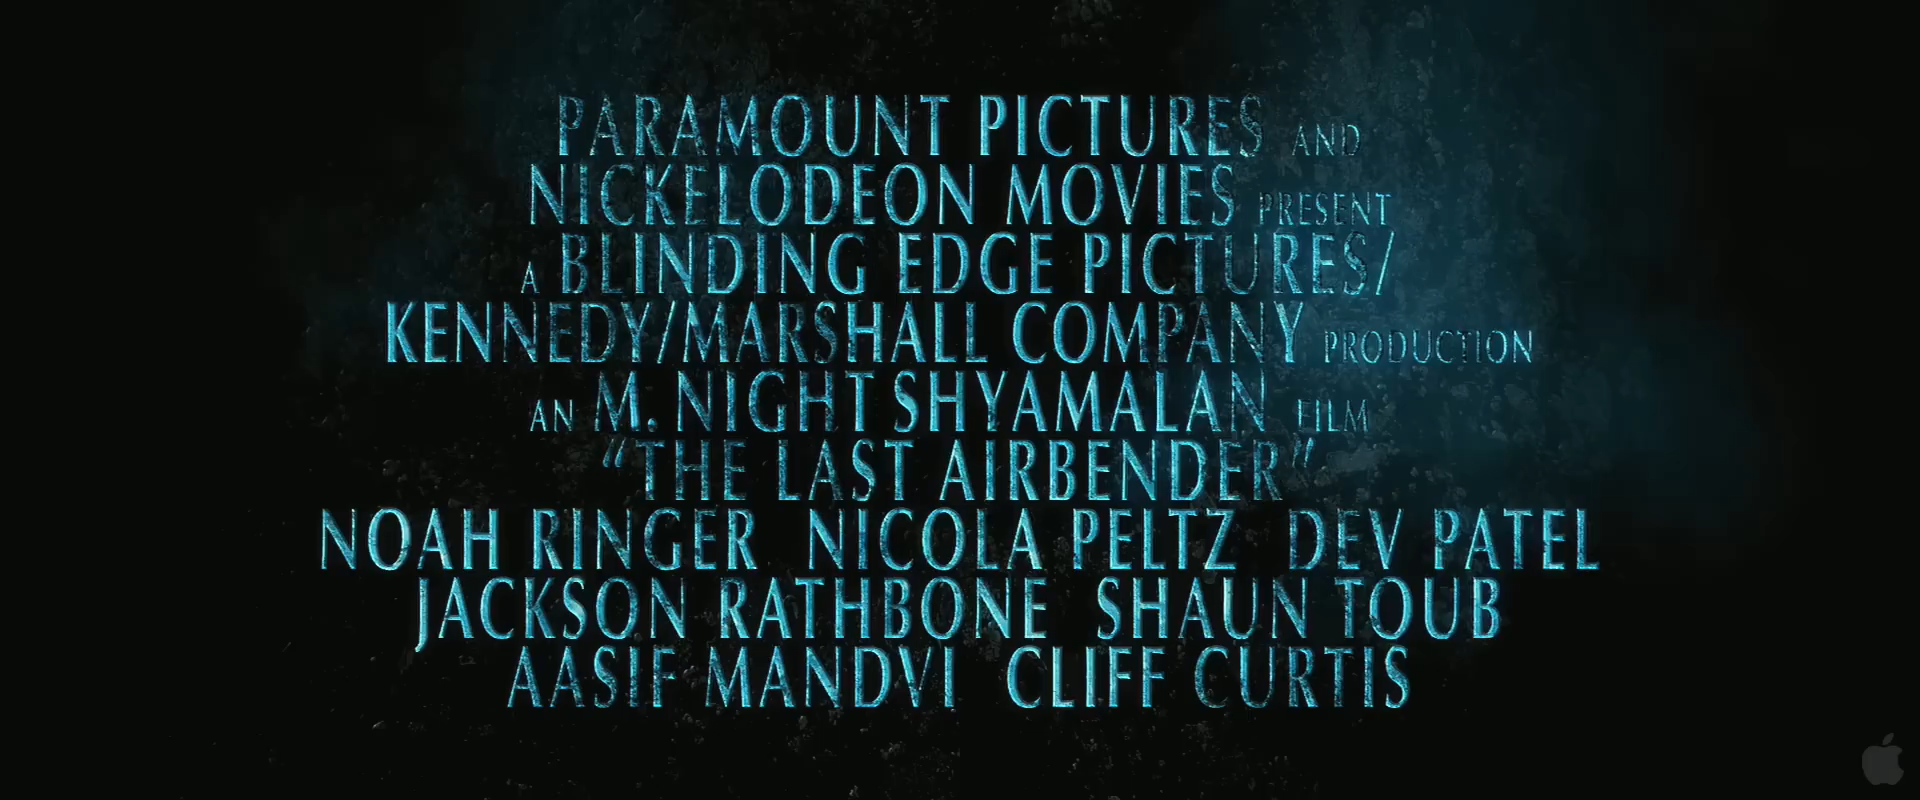 PARAMOUNT PICTURES AND
NICKELODEON MOVIES PRESENT
A BLINDING EDGE PICTURES/
KENNEDY/MARSHALL COMPANY PRODUCTION
AN M. NIGHT SHYAMALAN FILM
“THE LAST AIRBENDER”
NOAH RINGER NICOLA PELTZ DEV PATEL
JACKSON RATHBONE SHAUN TOUB
AASIF MANDVI CLIFF CURTIS